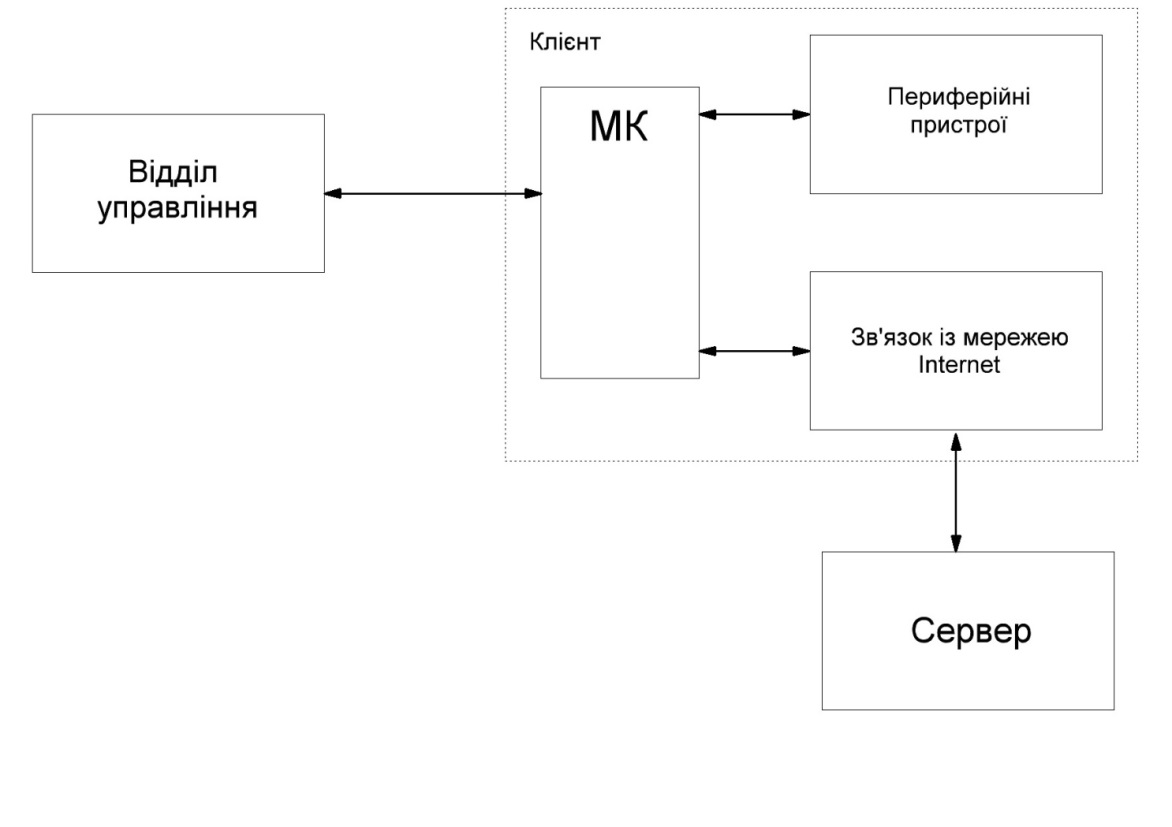 Клієнт
МК
Периферійні
пристрої
Відділ
управління
Зв'язок із мережею
Internet
Сервер